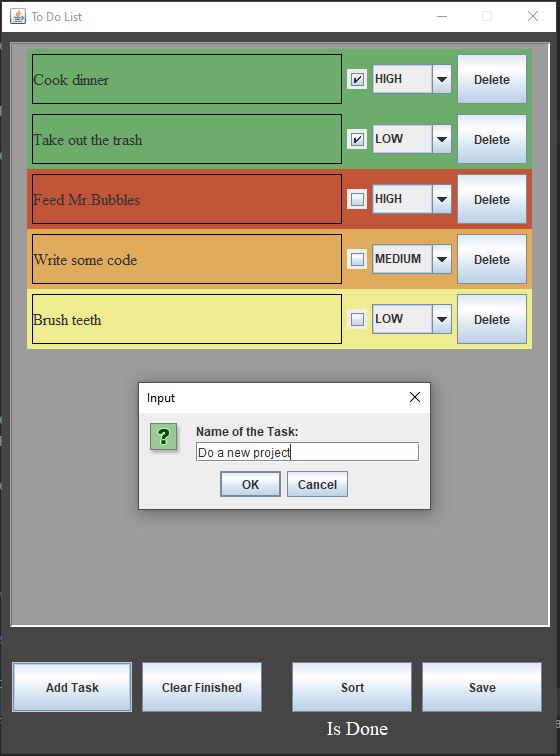 To Do List
Cook dinner HIGH Delete
Take out the trash LOW Delete
Feed Mr.Bubbles HIGH Delete
Write some code MEDIUM Delete
Brush teeth LOW Delete
Input
Name of the Task:
Do a new project
OK Cancel
Add Task Clear Finished Sort Save
Is Done